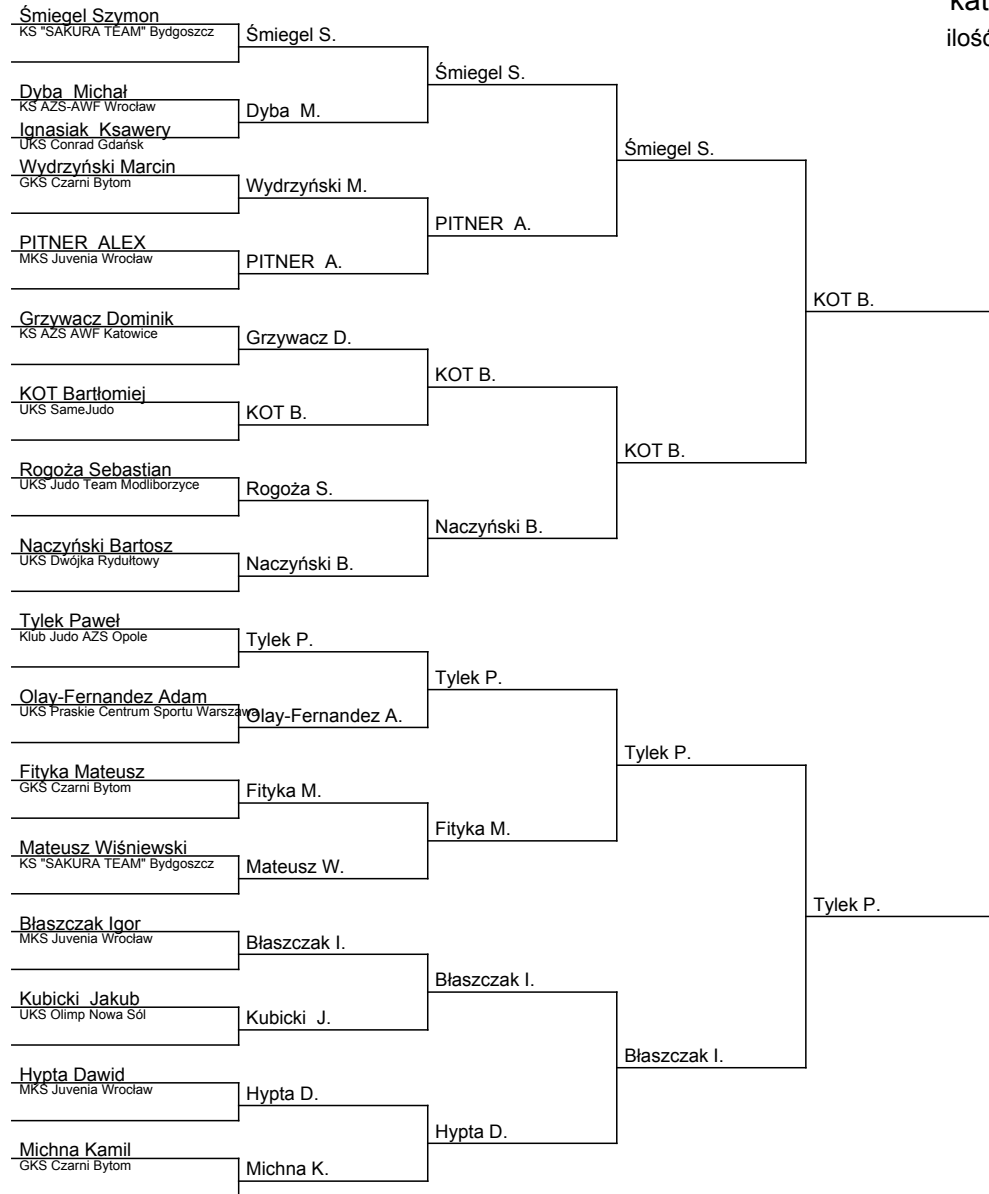 kat
ilość
Śmiegel Szymon
KS "SAKURA TEAM" Bydgoszcz
Dyba Michał
KS AZS-AWF Wrocław
Ignasiak Ksawery
UKS Conrad Gdańsk
Wydrzyński Marcin
GKS Czarni Bytom
PITNER ALEX
MKS Juvenia Wrocław
Grzywacz Dominik
KS AZS AWF Katowice
KOT Bartłomiej
UKS SameJudo
Rogoża Sebastian
UKS Judo Team Modliborzyce
Naczyński Bartosz
UKS Dwójka Rydułtowy
Tylek Paweł
Klub Judo AZS Opole
Olay-Fernandez Adam
UKS Praskie Centrum Sportu Warszawa
Fityka Mateusz
GKS Czarni Bytom
Mateusz Wiśniewski
KS "SAKURA TEAM" Bydgoszcz
Błaszczak Igor
MKS Juvenia Wrocław
Kubicki Jakub
UKS Olimp Nowa Sól
Hypta Dawid
MKS Juvenia Wrocław
Michna Kamil
GKS Czarni Bytom
Śmiegel S.
Dyba M.
Wydrzyński M.
PITNER A.
Grzywacz D.
KOT B.
Rogoża S.
Naczyński B.
Tylek P.
Olay-Fernandez A.
Fityka M.
Mateusz W.
Błaszczak I.
Kubicki J.
Hypta D.
Michna K.
Śmiegel S.
PITNER A.
KOT B.
Naczyński B.
Tylek P.
Fityka M.
Błaszczak I.
Hypta D.
Śmiegel S.
KOT B.
Tylek P.
Błaszczak I.
KOT B.
Tylek P.